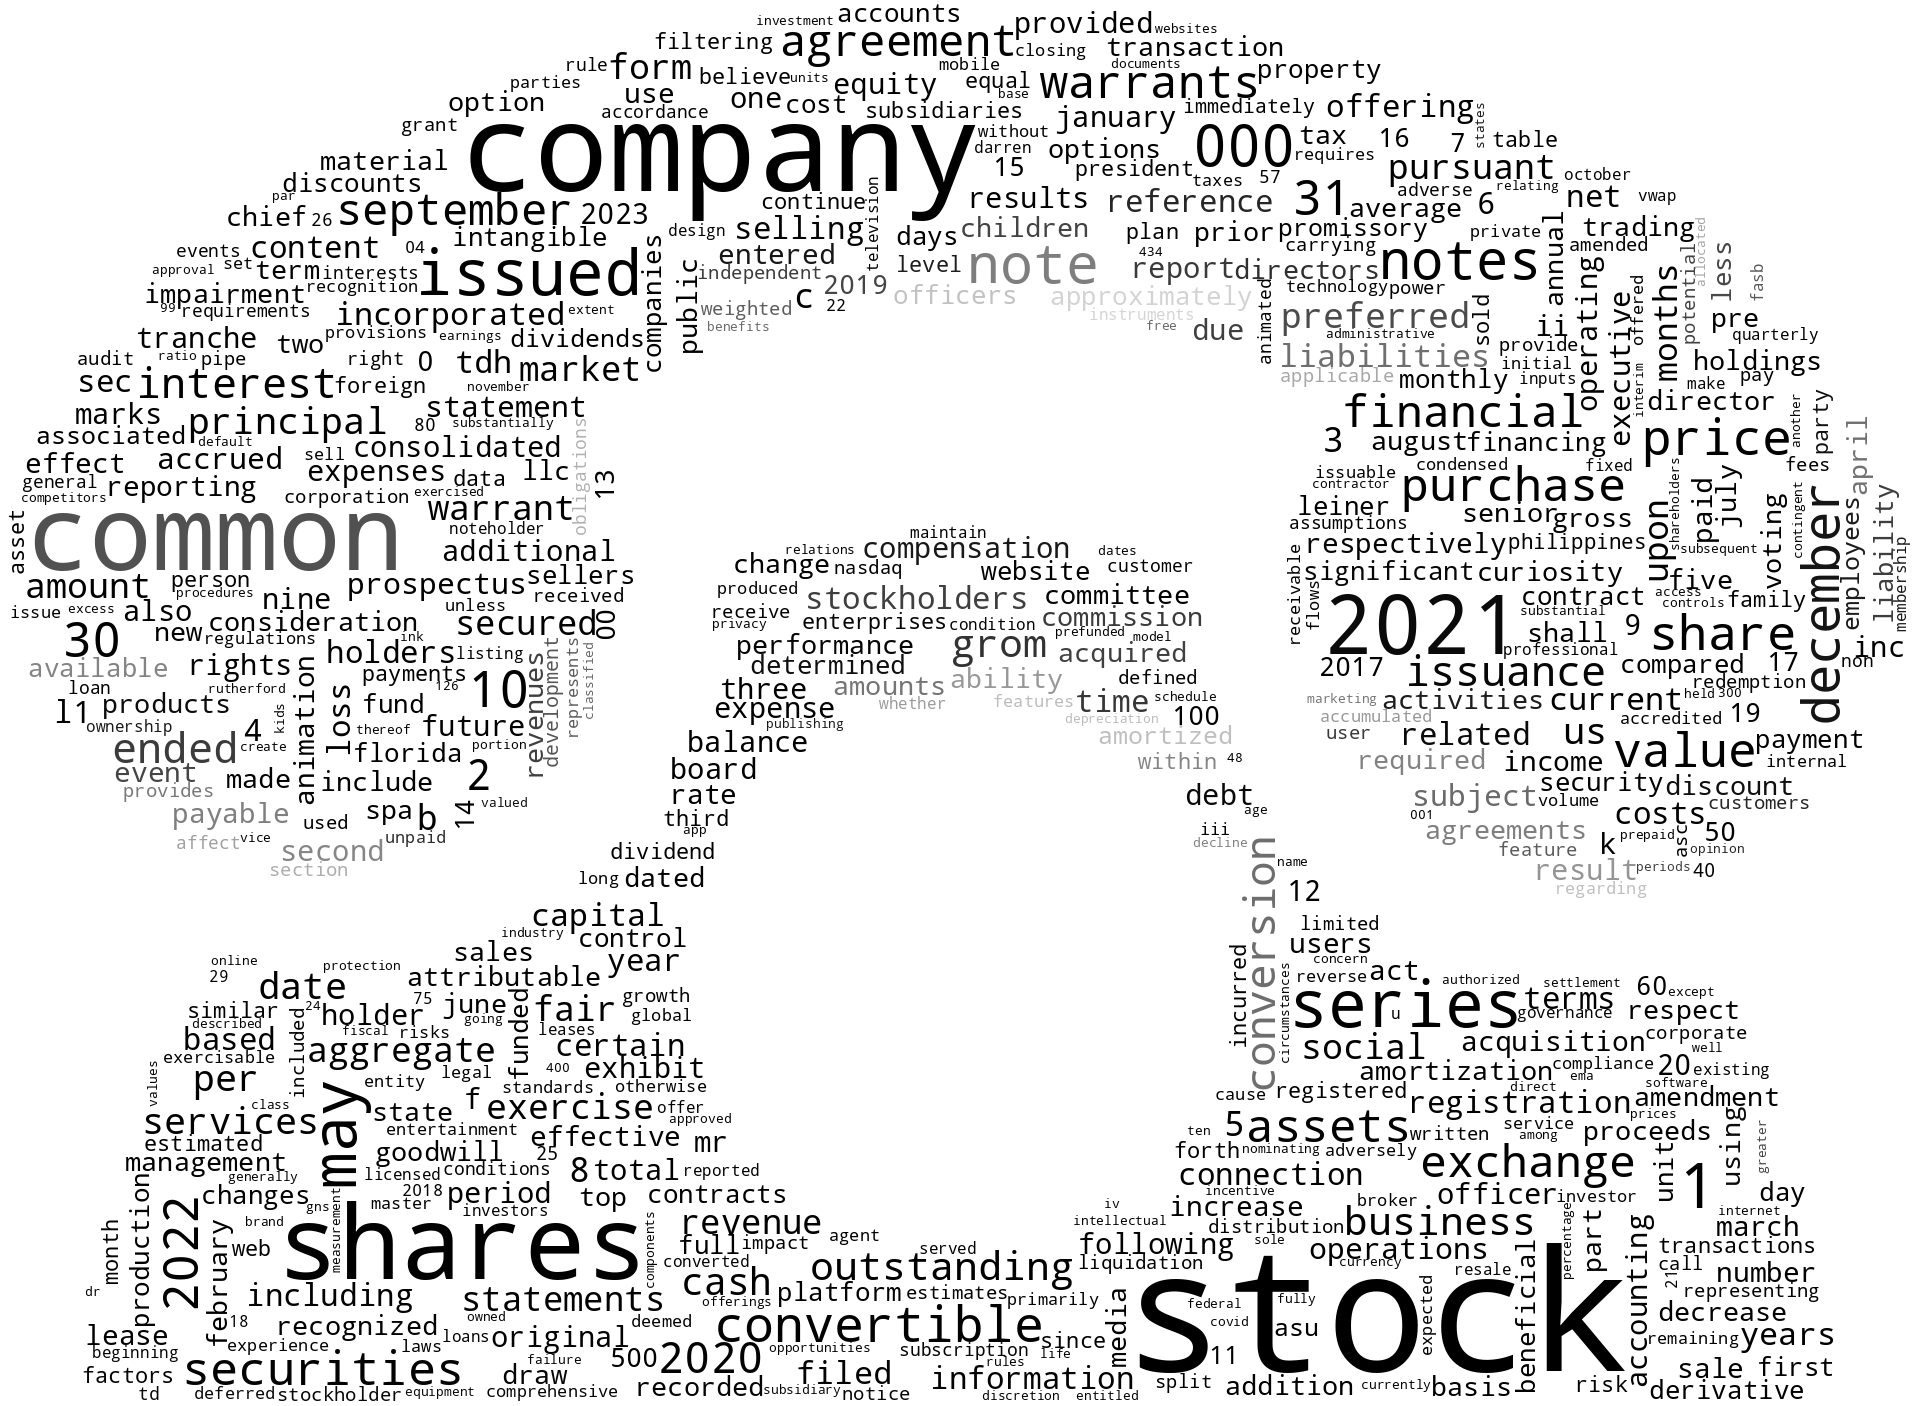 investment accounts provided websites
filtering agreement closing transaction
rule form believe units equity mobile documents property
parties use one cost equal base warrants
option accordance subsidiaries january immediately offering states
grant company without 000 tax 16 7 table
material darren options requires pursuant
discounts 15 president taxes 57 adverse relating october
par september 2023 continue television results reference 31 average 6 net vwap
chief 26 intangible design selling days children plan prior promissory private trading
events content 04 issued companies entered level note 434 carrying amended
approval set term interests independent 2019 report directors notes annual potential allocated less fasb
impairment recognition public c officers approximately technology power operating
99 requirements incorporated extent weighted 22 instruments animated preferred sold ii executive offered months pre
tranche two provisions earnings dividends benefits free due administrative provide quarterly
audit ratio pipe right 0 tdh market liabilities initial holdings
sec interest foreign november applicable monthly inputs interim make pay
marks principal statement financial director another party
associated default 80 substantially 3 august financing price april
effect accrued sell consolidated obligations issuable condensed fixed fees
general reporting expenses data llc 13 contractor purchase shareholders paid july contingent
competitors corporation exercised warrant leiner senior gross upon voting december employees liability
asset common noteholder maintain assumptions
additional change relations compensation dates receivable respectively philippines subsequent membership
amount person prospectus sellers nasdaq website customer significant curiosity five
issue excess also procedures nine unless received produced stockholders committee flows 2021 contract access controls family
30 new consideration secured 00 receive privacy enterprises condition commission substantial shall 9 share
regulations ink performance grom prefunded model professional inc
available rights holders listing determined acquired 2017 issuance compared 17 non
loan rutherford payments 126 10 revenues development represents classified three amounts ability defined redemption
l1 products animation loss fund expense whether features time schedule marketing activities current held 300
ownership 4 kids thereof future publishing depreciation 100 accumulated accredited 19
ended create florida portion balance amortized user related us value payment
event made include 2 board within 48 required income internal
provides rate debt security discount
payable used spa b 14 valued third age subject volume costs customers
affect vice unpaid app iii 001 agreements prepaid asc 50
second dividend decline feature k opinion
section long dated conversion name result periods 40
12 regarding
capital limited
industry control users
online sales year incurred concern
29 protection attributable reverse act authorized settlement
date 75 june growth circumstances series terms 60 except
similar 24 holder going funded fair global u governance respect
described fiscal risks leases social acquisition corporate
based included aggregate certain well
exercisable 400 exhibit amortization compliance 20 existing
values per entity legal standards otherwise cause registered direct ema software
class may state f exercise offer registration amendment
services entertainment approved ten 5 assets service prices
estimated goodwill effective mr written among proceeds using greater
management licensed conditions 25 forth nominating adversely
generally 8 total reported connection exchange unit
production changes 2018 period top contracts incentive officer investor 1 day
gns master investors iv increase broker internet
month 2022 brand measurement shares components revenue intellectual distribution business percentage part march
february web full impact agent following sole operations transactions
converted served liquidation currency resale accounting call 21 number
dr including cash outstanding stock representing
statements offerings platform estimates primarily federal fully decrease
lease 18 recognized owned deemed media covid asu expected beneficial
beginning experience laws loans original convertible since remaining years
securities failure 500 2020 opportunities subscription life 11
factors draw filed rules information sale first
td deferred stockholder equipment comprehensive recorded subsidiary notice discretion entitled split addition currently basis risk derivative